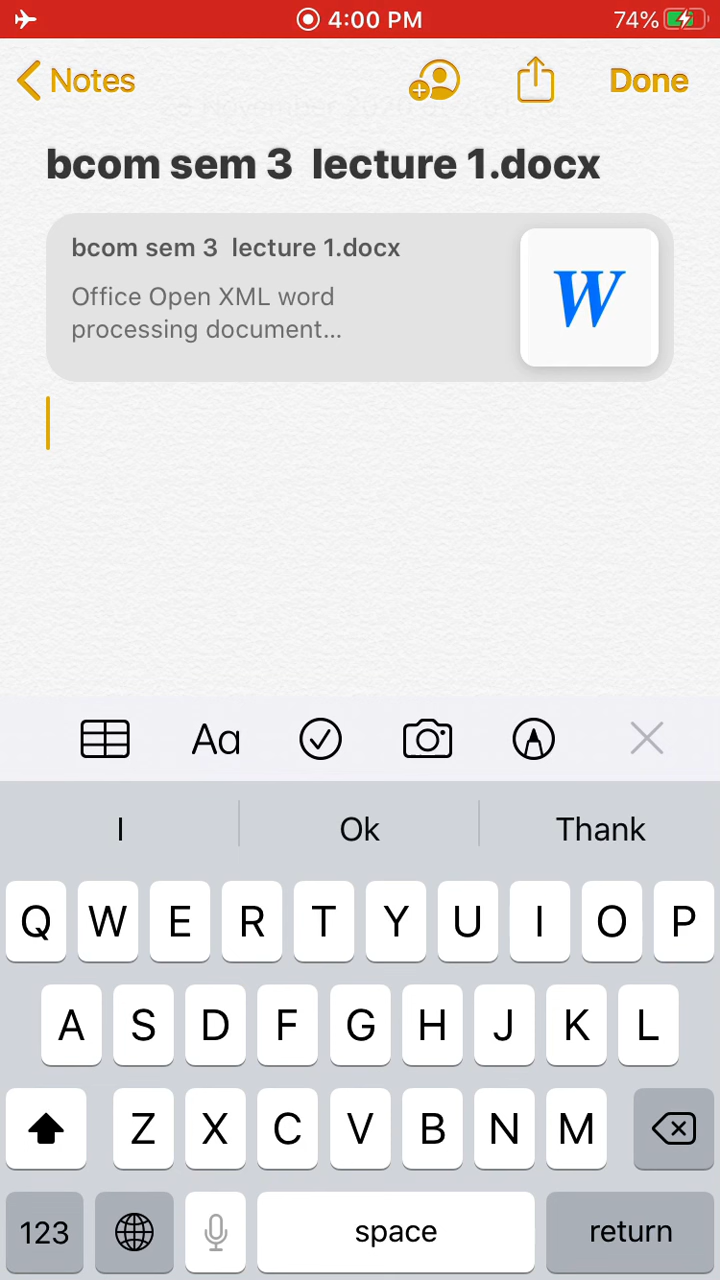 4:00 PM 74%
Notes Done
bcom sem 3 lecture 1.docx
bcom sem 3 lecture 1.docx
Office Open XML word
processing document...
W
Aa
I Ok Thank
Q W E R T Y U I O P
A S D F G H J K L
Z X C V B N M
123 space return